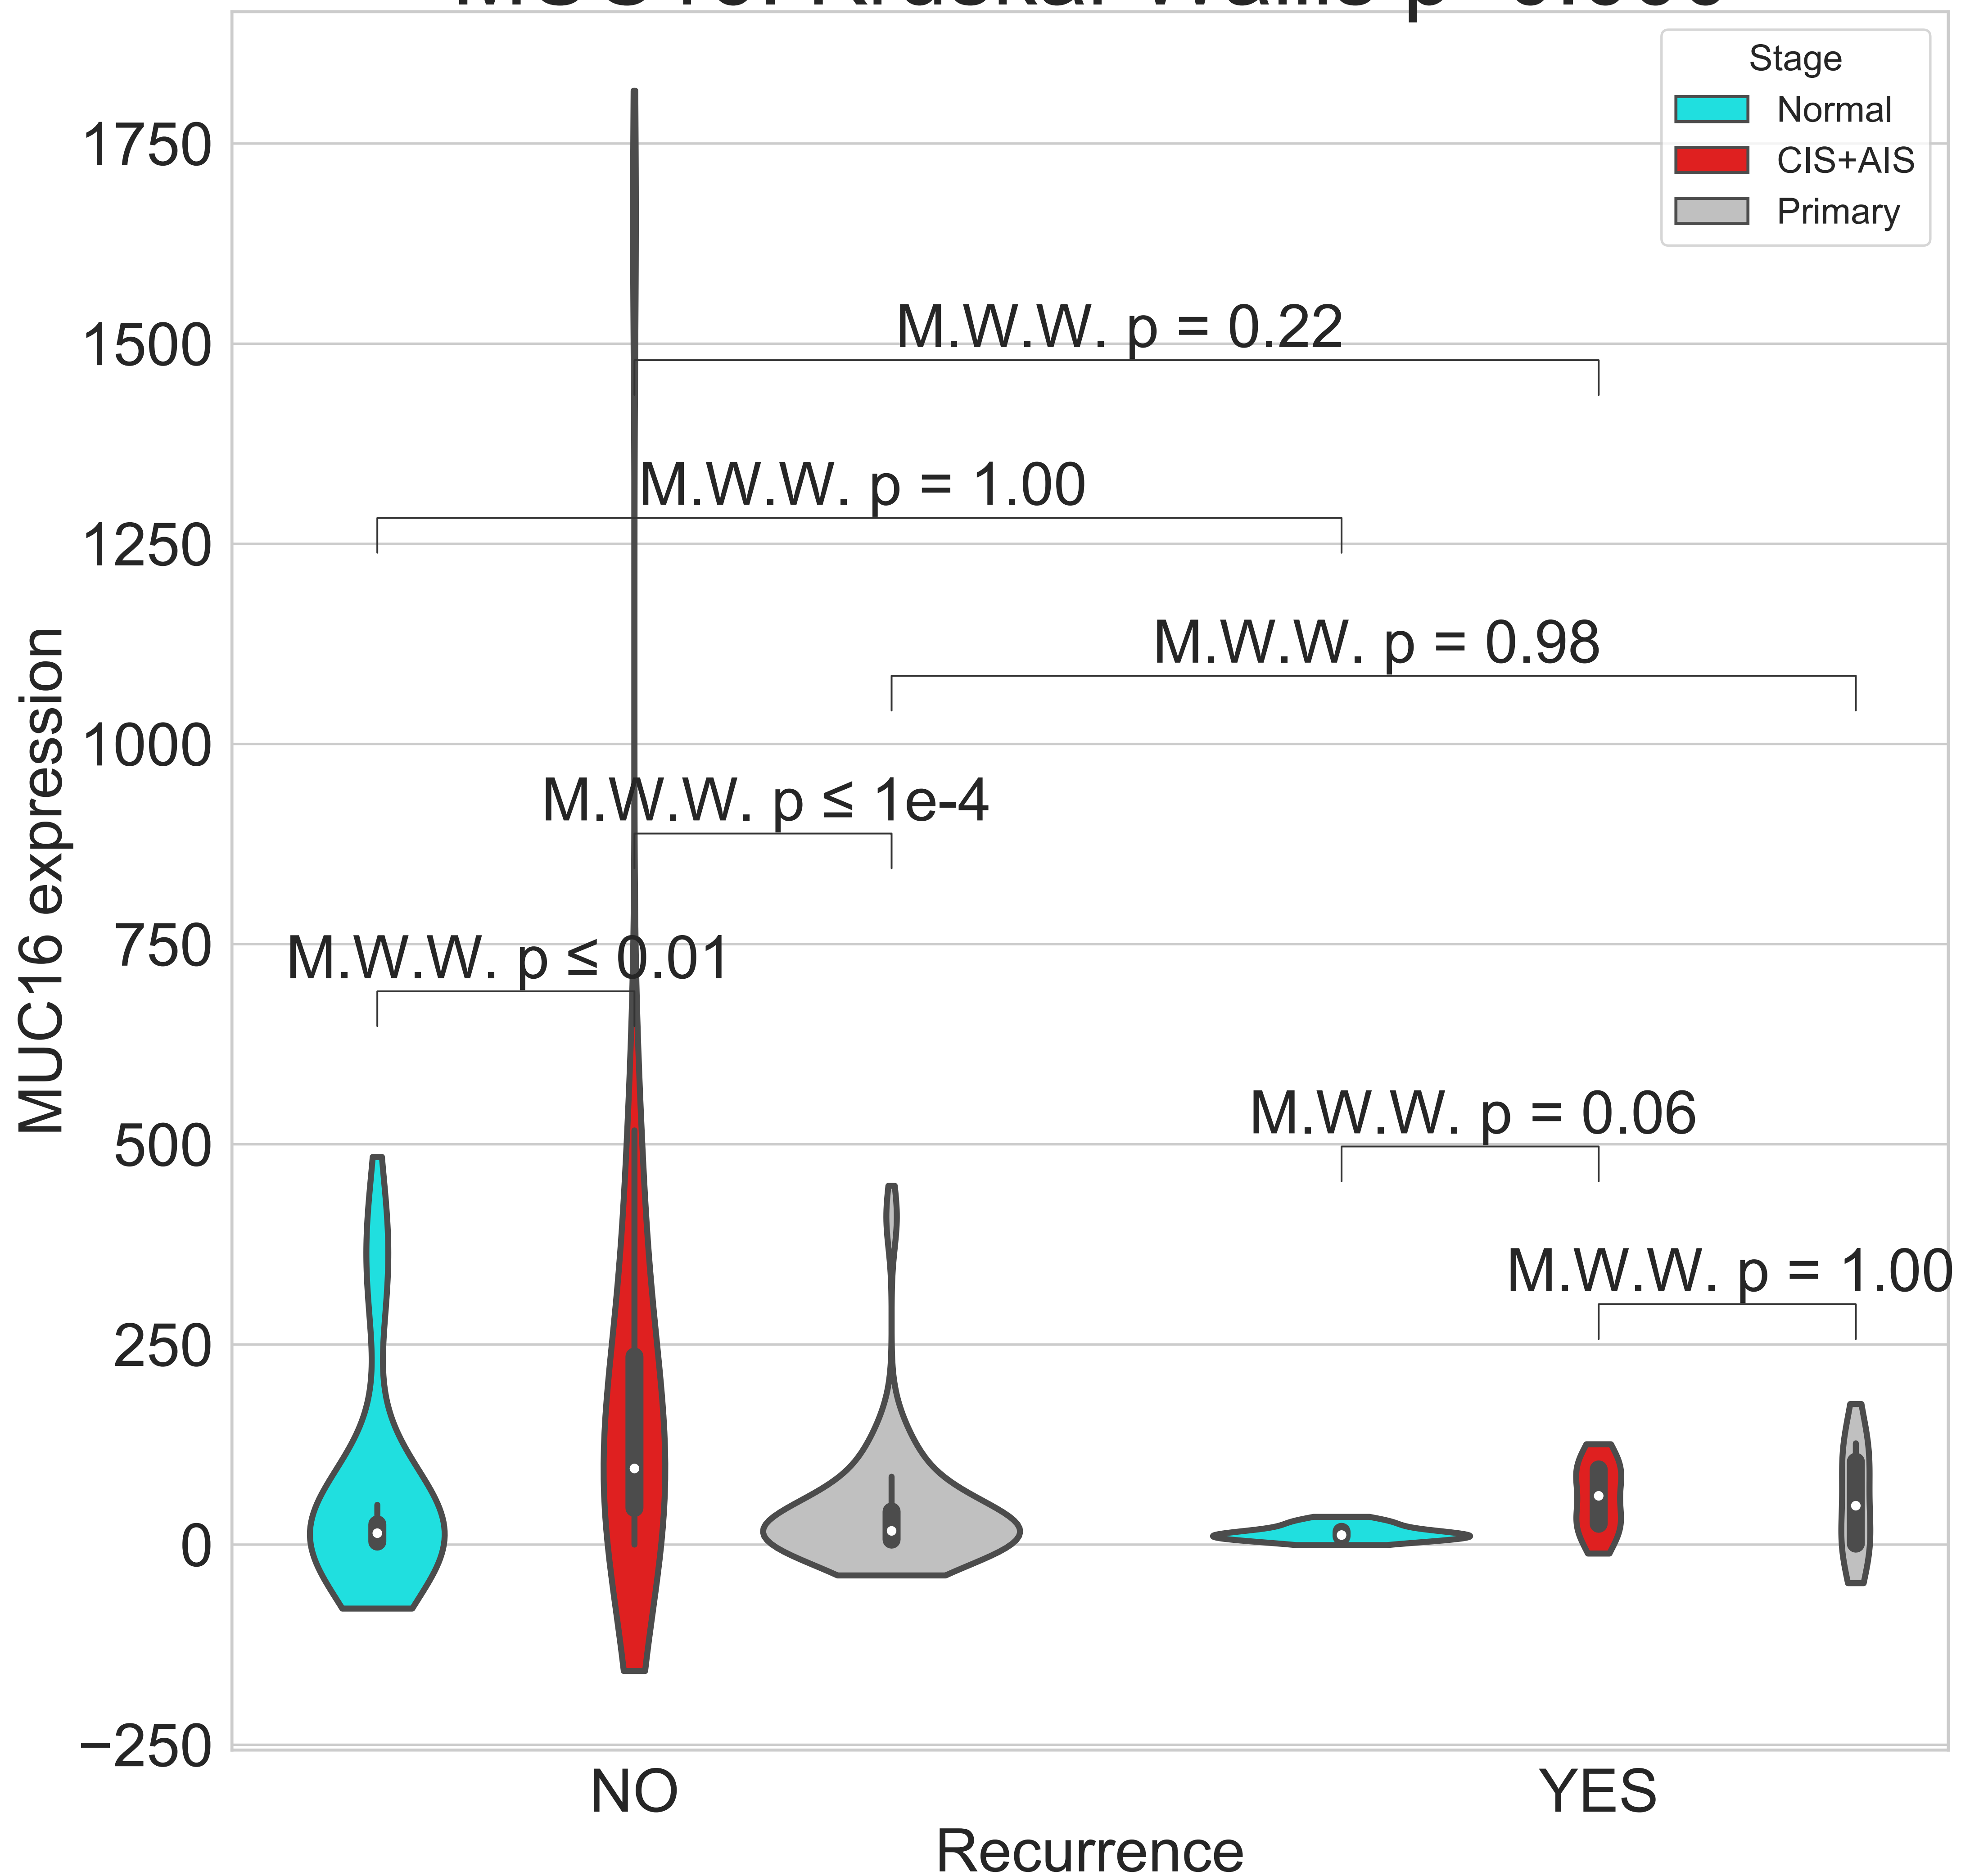 Stage
Normal
CIS+AIS
Primary
1750
1500
1250
1000
750
500
250
0
−250
MUC16 expression
M.W.W. p = 0.22
M.W.W. p = 1.00
M.W.W. p = 0.98
M.W.W. p ≤ 1e-4
M.W.W. p ≤ 0.01
M.W.W. p = 0.06
M.W.W. p = 1.00
NO
YES
Recurrence